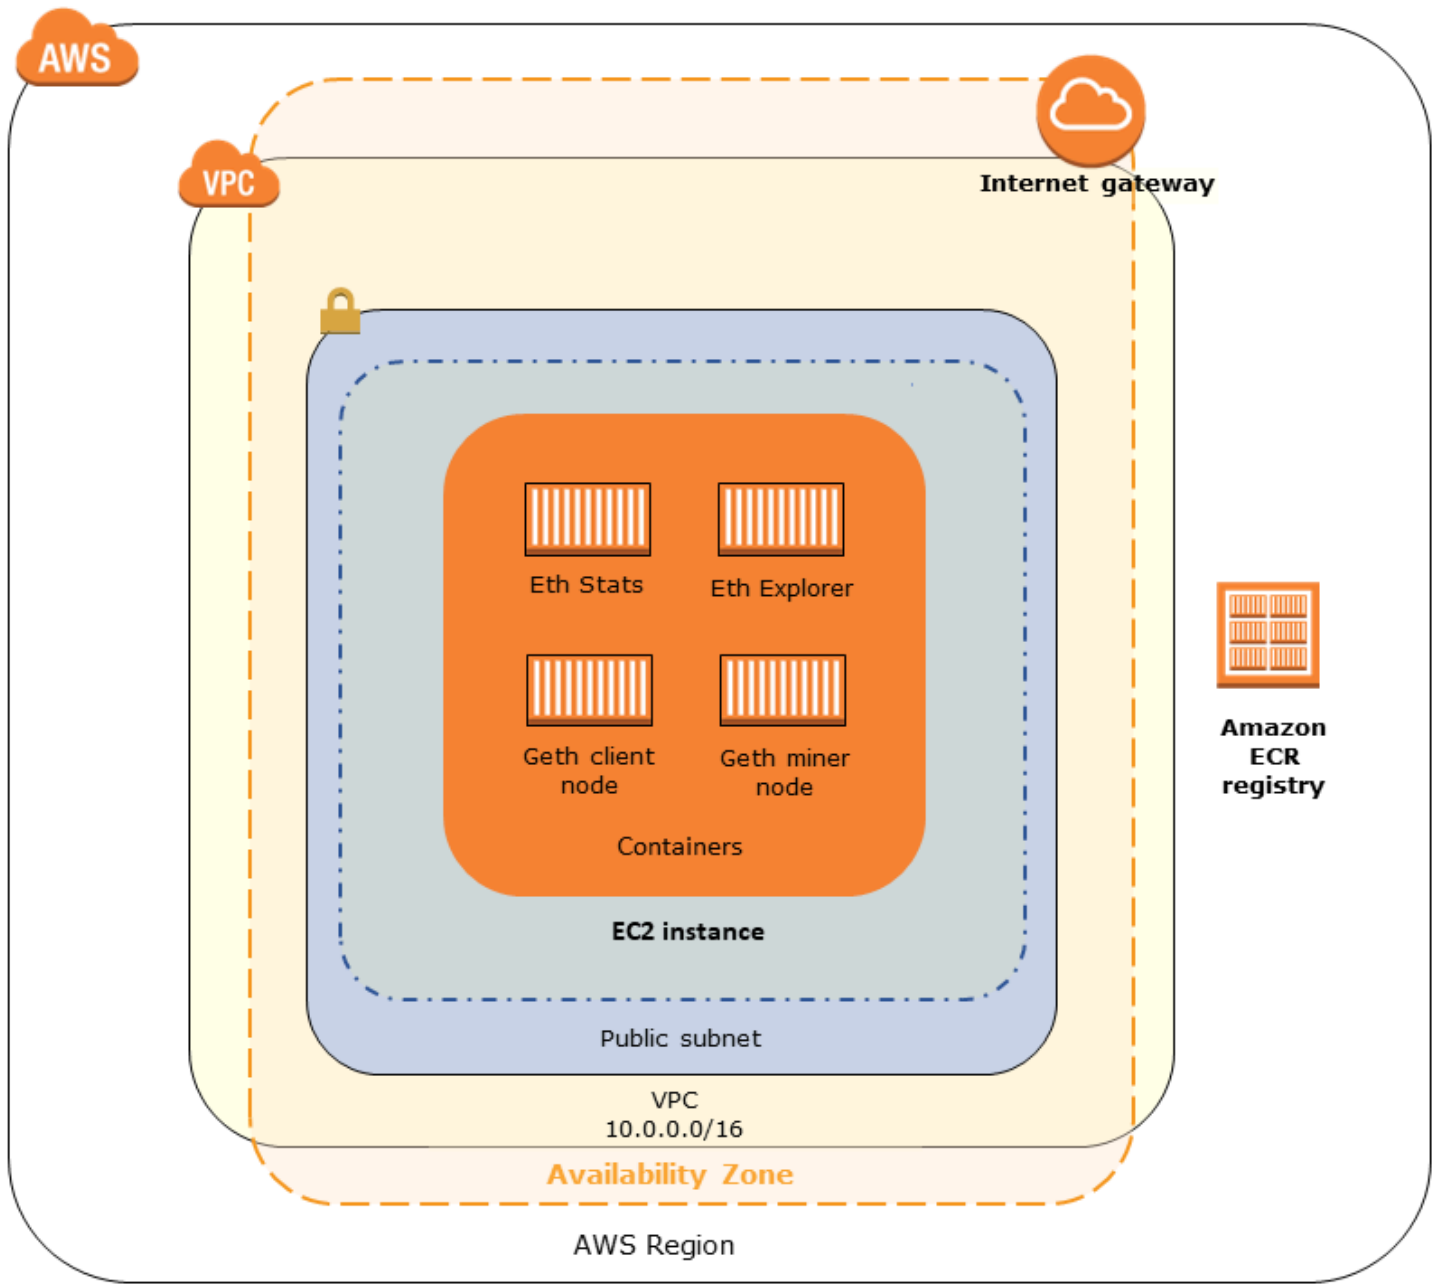 AWS
VPC
Internet gateway
Eth Stats
Eth Explorer
Geth client
node
Geth miner
node
Containers
EC2 instance
Public subnet
VPC
10.0.0.0/16
Availability Zone
AWS Region
Amazon
ECR
registry